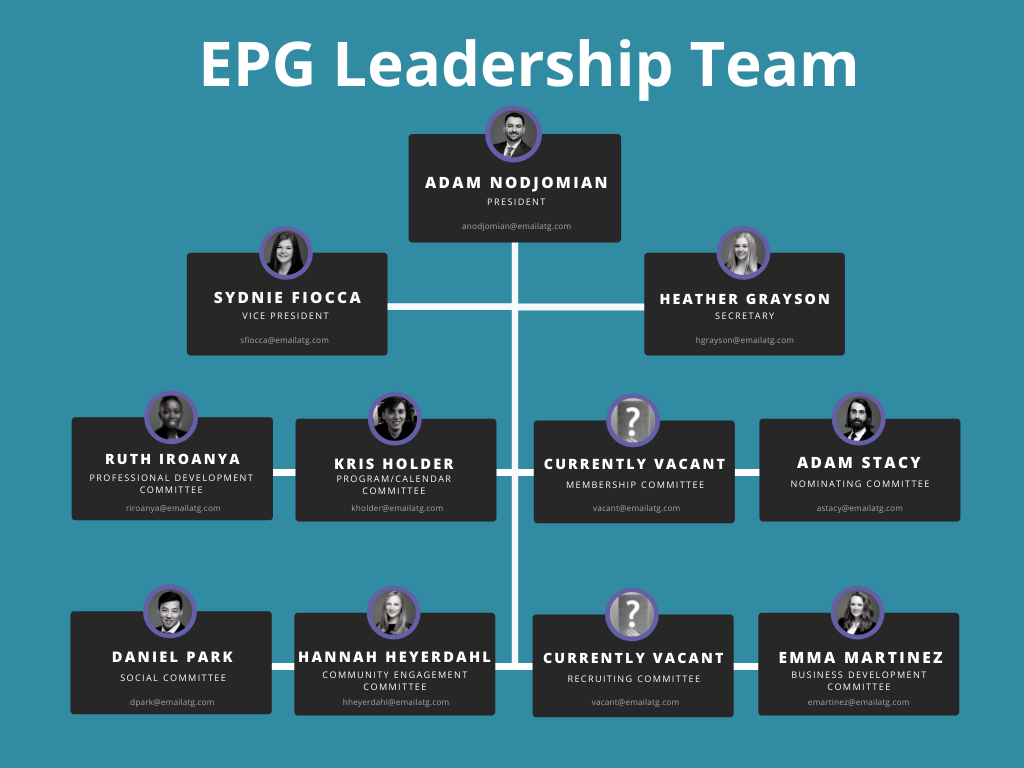 EPG Leadership Team
ADAM NODJOMIAN
PRESIDENT
anodjomian@emailatg.com
SYDNIE FIOCCA
VICE PRESIDENT
sfiocca@emailatg.com
HEATHER GRAYSON
SECRETARY
hgrayson@emailatg.com
RUTH IROANYA
PROFESSIONAL DEVELOPMENT
COMMITTEE
riroanya@emailatg.com
KRIS HOLDER
PROGRAM/CALENDAR
COMMITTEE
kholder@emailatg.com
?
CURRENTLY VACANT
MEMBERSHIP COMMITTEE
vacant@emailatg.com
ADAM STACY
NOMINATING COMMITTEE
astacy@emailatg.com
DANIEL PARK
SOCIAL COMMITTEE
dpark@emailatg.com
HANNAH HEYERDAHL
COMMUNITY ENGAGEMENT
COMMITTEE
hheyerdahl@emailatg.com
?
CURRENTLY VACANT
RECRUITING COMMITTEE
vacant@emailatg.com
EMMA MARTINEZ
BUSINESS DEVELOPMENT
COMMITTEE
emartinez@emailatg.com